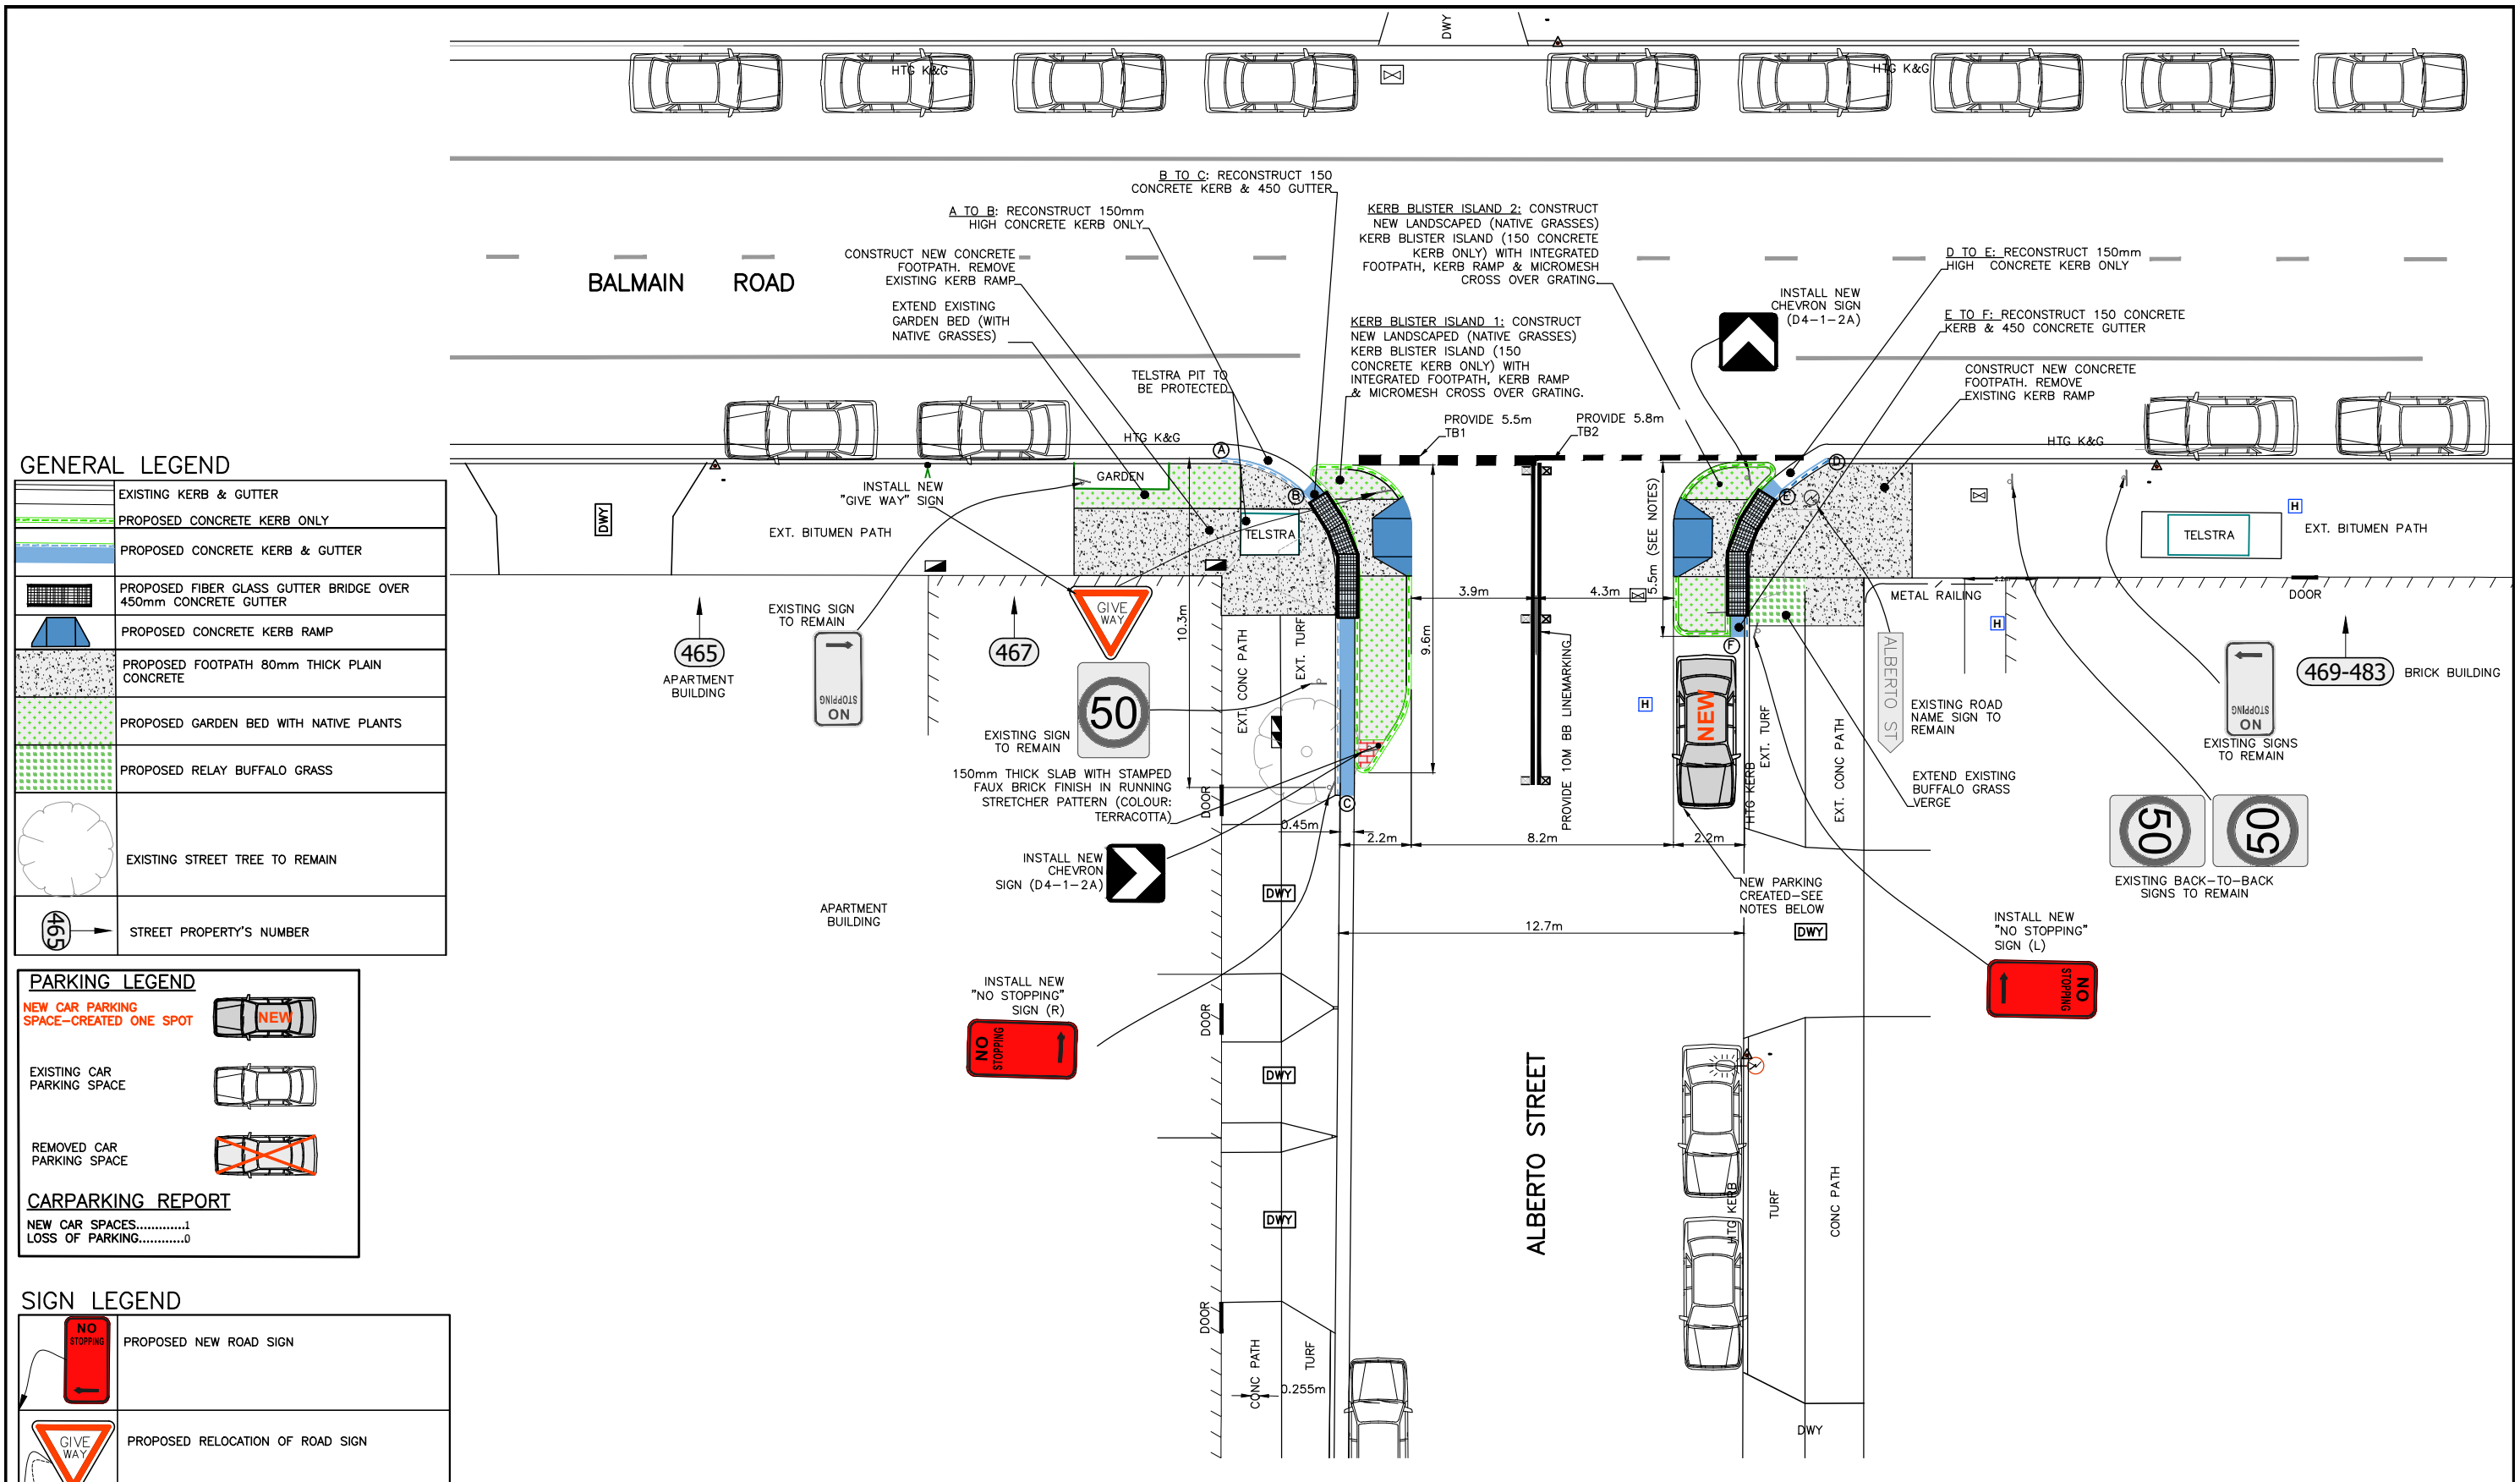 DWY
HTG K&G
HTG K&G
B TO C: RECONSTRUCT 150
CONCRETE KERB & 450 GUTTER
A TO B: RECONSTRUCT 150mm
HIGH CONCRETE KERB ONLY
KERB BLISTER ISLAND 2: CONSTRUCT
NEW LANDSCAPED (NATIVE GRASSES)
KERB BLISTER ISLAND (150 CONCRETE
KERB ONLY) WITH INTEGRATED
FOOTPATH, KERB RAMP & MICROMESH
CROSS OVER GRATING.
D TO E: RECONSTRUCT 150mm
HIGH CONCRETE KERB ONLY
CONSTRUCT NEW CONCRETE
FOOTPATH. REMOVE
EXISTING KERB RAMP
BALMAIN ROAD
EXTEND EXISTING
GARDEN BED (WITH
NATIVE GRASSES)
INSTALL NEW
CHEVRON SIGN
(D4-1-2A)
E TO F: RECONSTRUCT 150 CONCRETE
KERB & 450 CONCRETE GUTTER
KERB BLISTER ISLAND 1: CONSTRUCT
NEW LANDSCAPED (NATIVE GRASSES)
KERB BLISTER ISLAND (150
CONCRETE KERB ONLY) WITH
INTEGRATED FOOTPATH, KERB RAMP
& MICROMESH CROSS OVER GRATING.
TELSTRA PIT TO
BE PROTECTED
CONSTRUCT NEW CONCRETE
FOOTPATH. REMOVE
EXISTING KERB RAMP
PROVIDE 5.5m
TB1
PROVIDE 5.8m
TB2
HTG K&G
HTG K&G
A
B
C
D
E
F
GARDEN
INSTALL NEW
"GIVE WAY" SIGN
DWY
EXT. BITUMEN PATH
TELSTRA
TELSTRA
H
EXT. BITUMEN PATH
5.5m (SEE NOTES)
3.9m
4.3m
METAL RAILING
2.2m
DOOR
H
EXISTING SIGN
TO REMAIN
NO
STOPPING
GIVE
WAY
10.3m
9.6m
EXT. CONC PATH
EXT. TURF
465
APARTMENT
BUILDING
467
50
EXISTING SIGN
TO REMAIN
150mm THICK SLAB WITH STAMPED
FAUX BRICK FINISH IN RUNNING
STRETCHER PATTERN (COLOUR:
TERRACOTTA)
PROVIDE 10M BB LINEMARKING
H
NEW
HTG KERB
EXT. TURF
EXT. CONC PATH
ALBERTO ST
EXISTING ROAD
NAME SIGN TO
REMAIN
EXTEND EXISTING
BUFFALO GRASS
VERGE
NO
STOPPING
EXISTING SIGNS
TO REMAIN
469-483
BRICK BUILDING
50
50
EXISTING BACK-TO-BACK
SIGNS TO REMAIN
DOOR
0.45m
2.2m
8.2m
2.2m
INSTALL NEW
CHEVRON
SIGN (D4-1-2A)
DWY
NEW PARKING
CREATED-SEE
NOTES BELOW
DWY
APARTMENT
BUILDING
12.7m
INSTALL NEW
"NO STOPPING"
SIGN (L)
NO
STOPPING
INSTALL NEW
"NO STOPPING"
SIGN (R)
NO
STOPPING
DOOR
DWY
DWY
ALBERTO STREET
HTG KERB
TURF
CONC PATH
DOOR
CONC PATH
TURF
0.255m
DWY
GENERAL LEGEND
EXISTING KERB & GUTTER
PROPOSED CONCRETE KERB ONLY
PROPOSED CONCRETE KERB & GUTTER
PROPOSED FIBER GLASS GUTTER BRIDGE OVER
450mm CONCRETE GUTTER
PROPOSED CONCRETE KERB RAMP
PROPOSED FOOTPATH 80mm THICK PLAIN
CONCRETE
PROPOSED GARDEN BED WITH NATIVE PLANTS
PROPOSED RELAY BUFFALO GRASS
EXISTING STREET TREE TO REMAIN
465
STREET PROPERTY'S NUMBER
PARKING LEGEND
NEW CAR PARKING
SPACE-CREATED ONE SPOT
NEW
EXISTING CAR
PARKING SPACE
REMOVED CAR
PARKING SPACE
CARPARKING REPORT
NEW CAR SPACES.............1
LOSS OF PARKING............0
SIGN LEGEND
NO
STOPPING
PROPOSED NEW ROAD SIGN
GIVE
WAY
PROPOSED RELOCATION OF ROAD SIGN